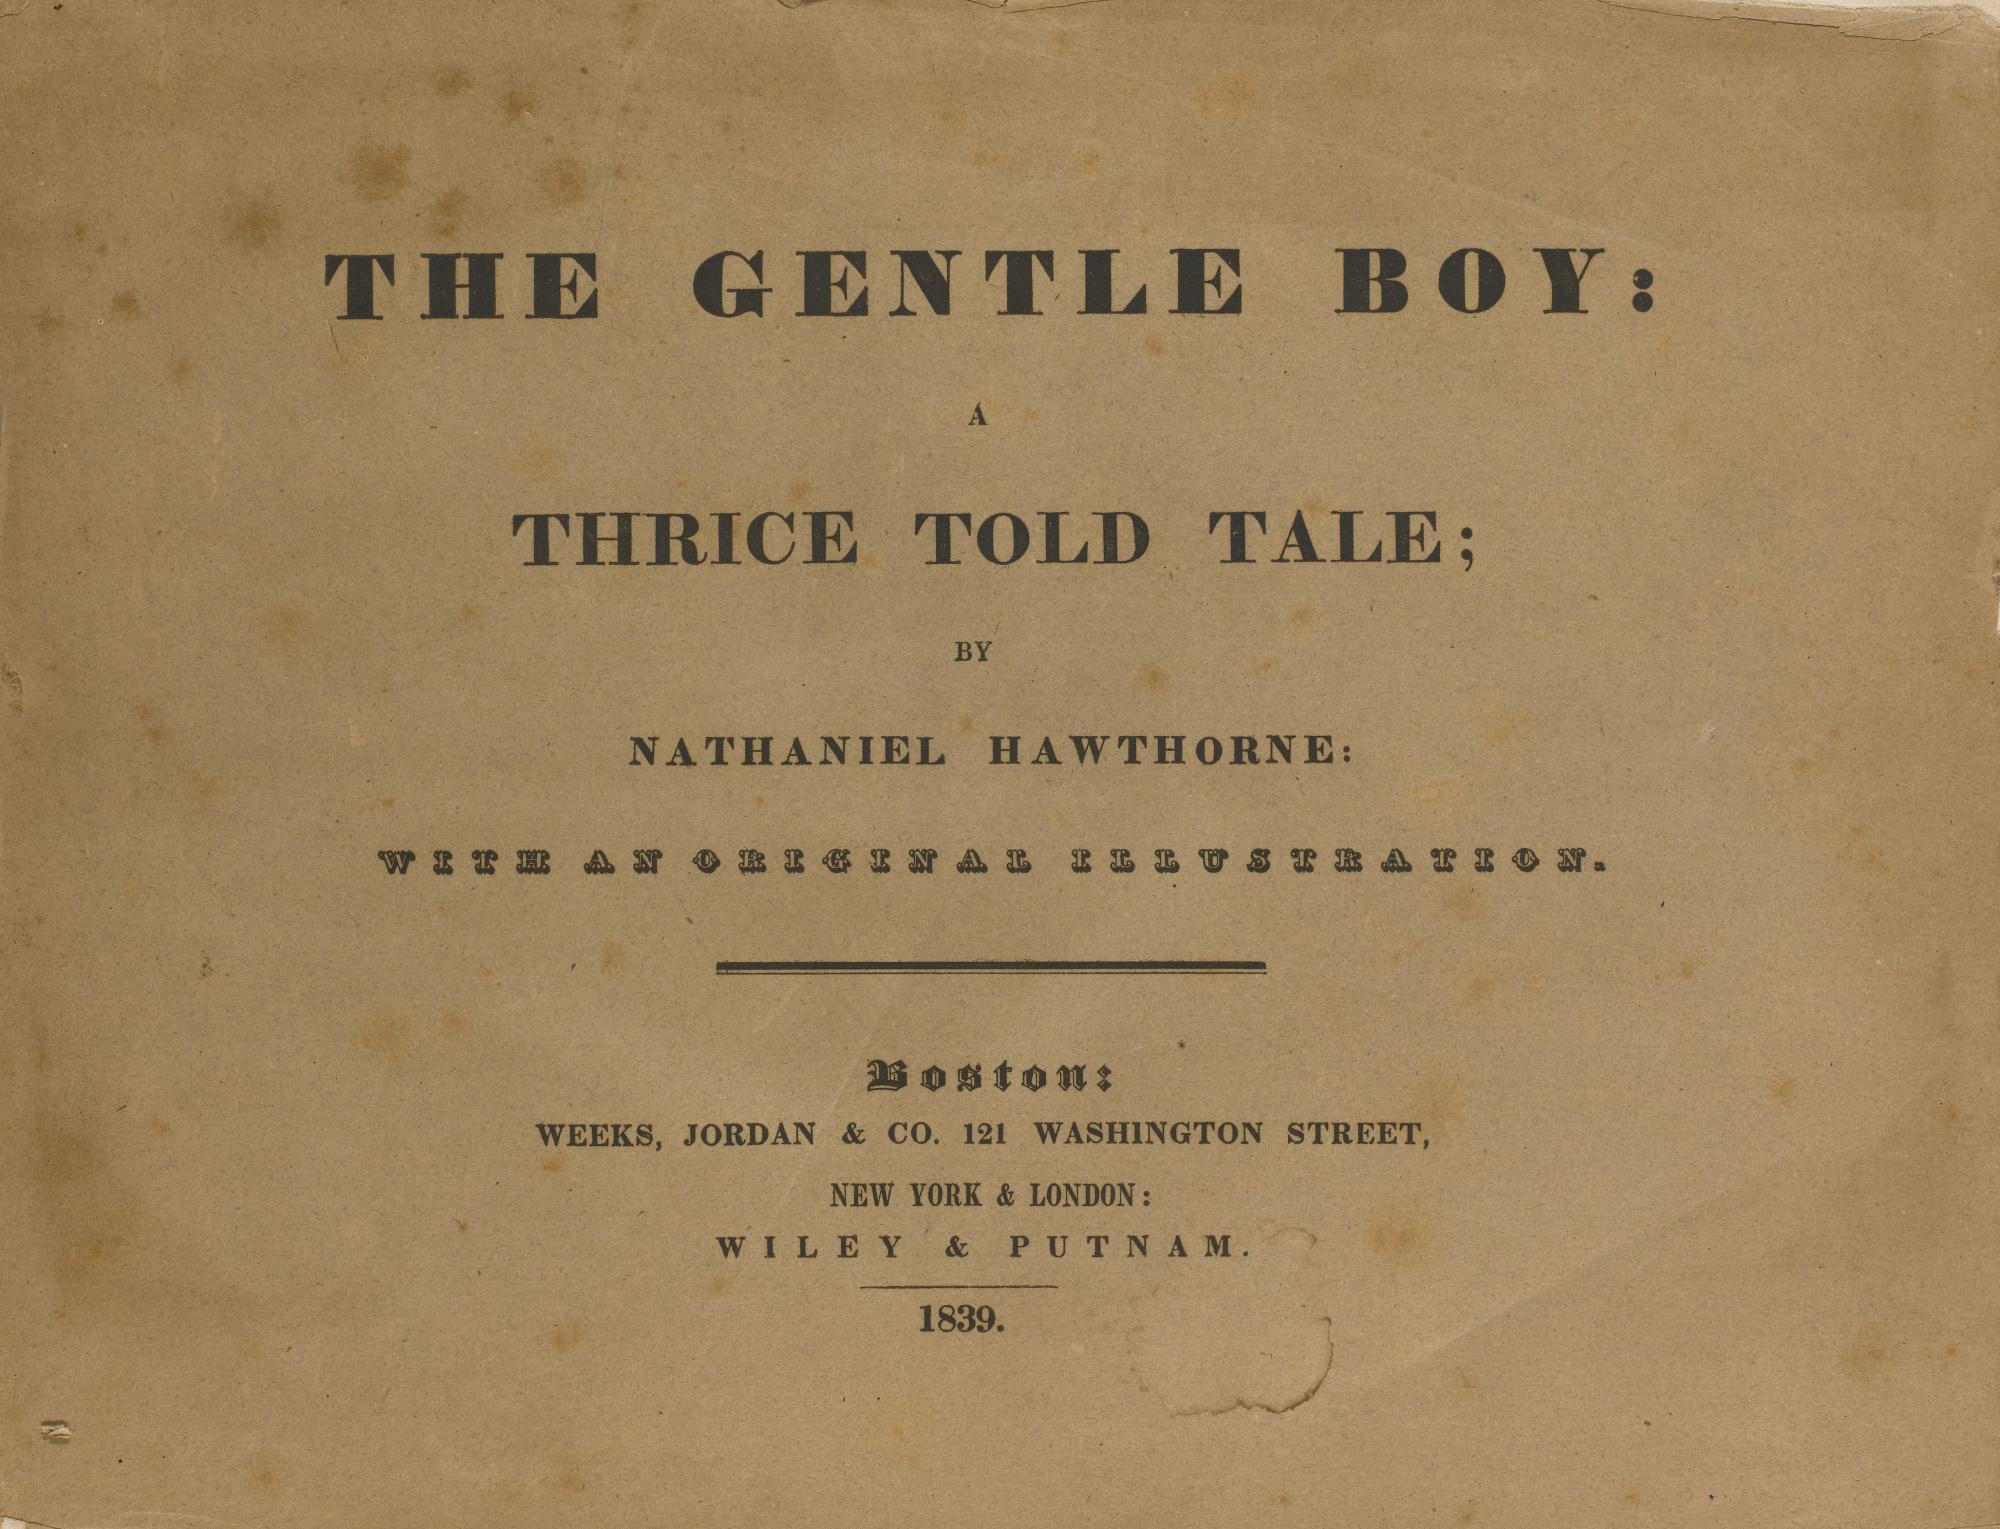 THE GENTLE BOY:
A
THRICE TOLD TALE;
BY
NATHANIEL HAWTHORNE:
WITH AN ORIGINAL ILLUSTRATION.
Boston:
WEEKS, JORDAN & CO. 121 WASHINGTON STREET,
NEW YORK & LONDON:
WILEY & PUTNAM.
1839.